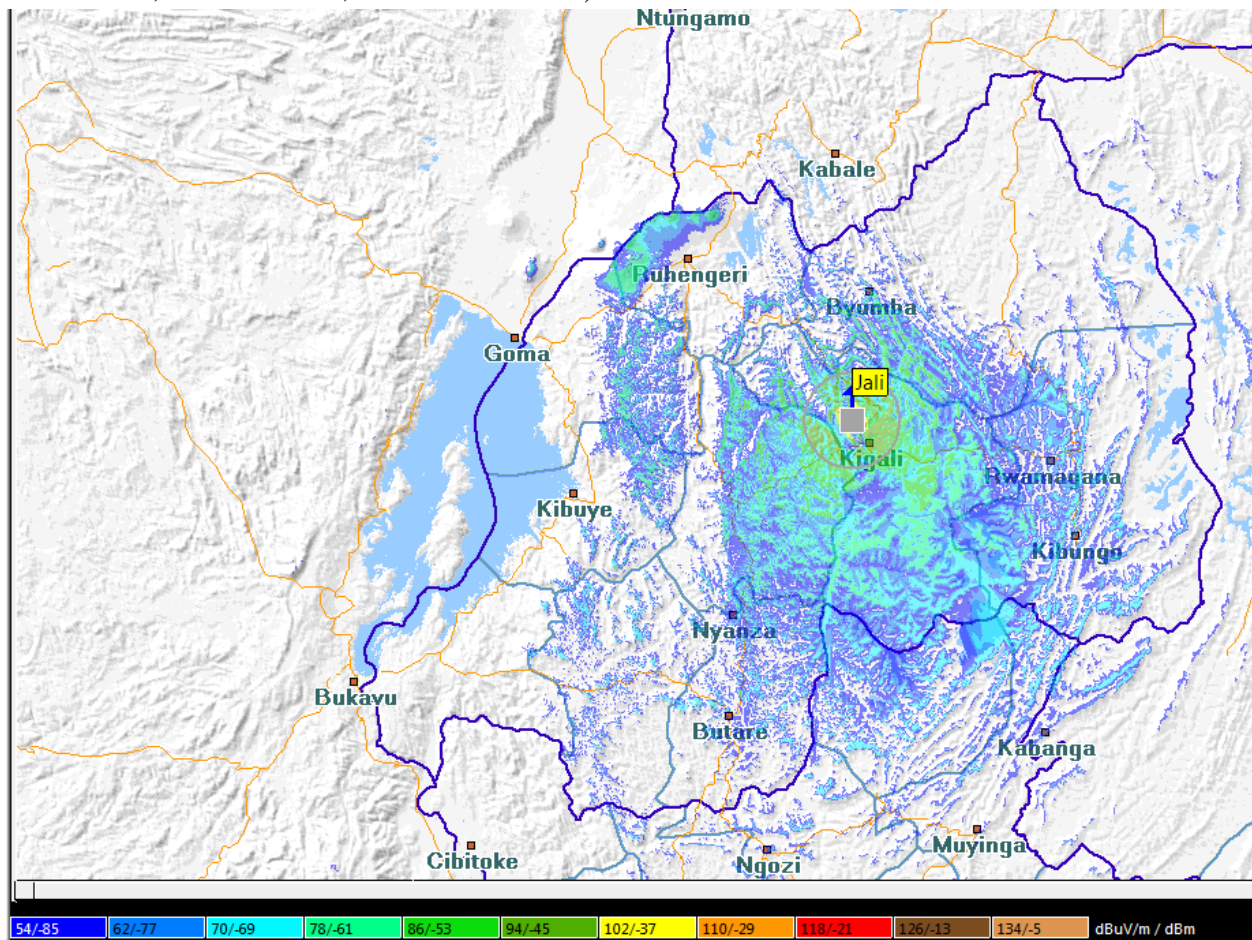 Ntungamo
Kabale
Ruhengeri
Byumba
Goma
Jali
Kigali
Rwamagana
Kibuye
Kibungo
Nyanza
Bukavu
Butare
Kabanga
Muyinga
Cibitoke
Ngozi
54/-85 62/-77 70/-69 78/-61 86/-53 94/-45 102/-37 110/-29 118/-21 126/-13 134/-5 dBuV/m / dBm